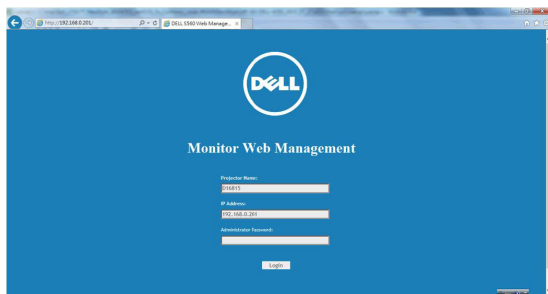 http://192.168.0.201/
DELL S560 Web Manage...
DELL
Monitor Web Management
Projector Name:
D16815
IP Address:
192.168.0.201
Administrator Password:
Login